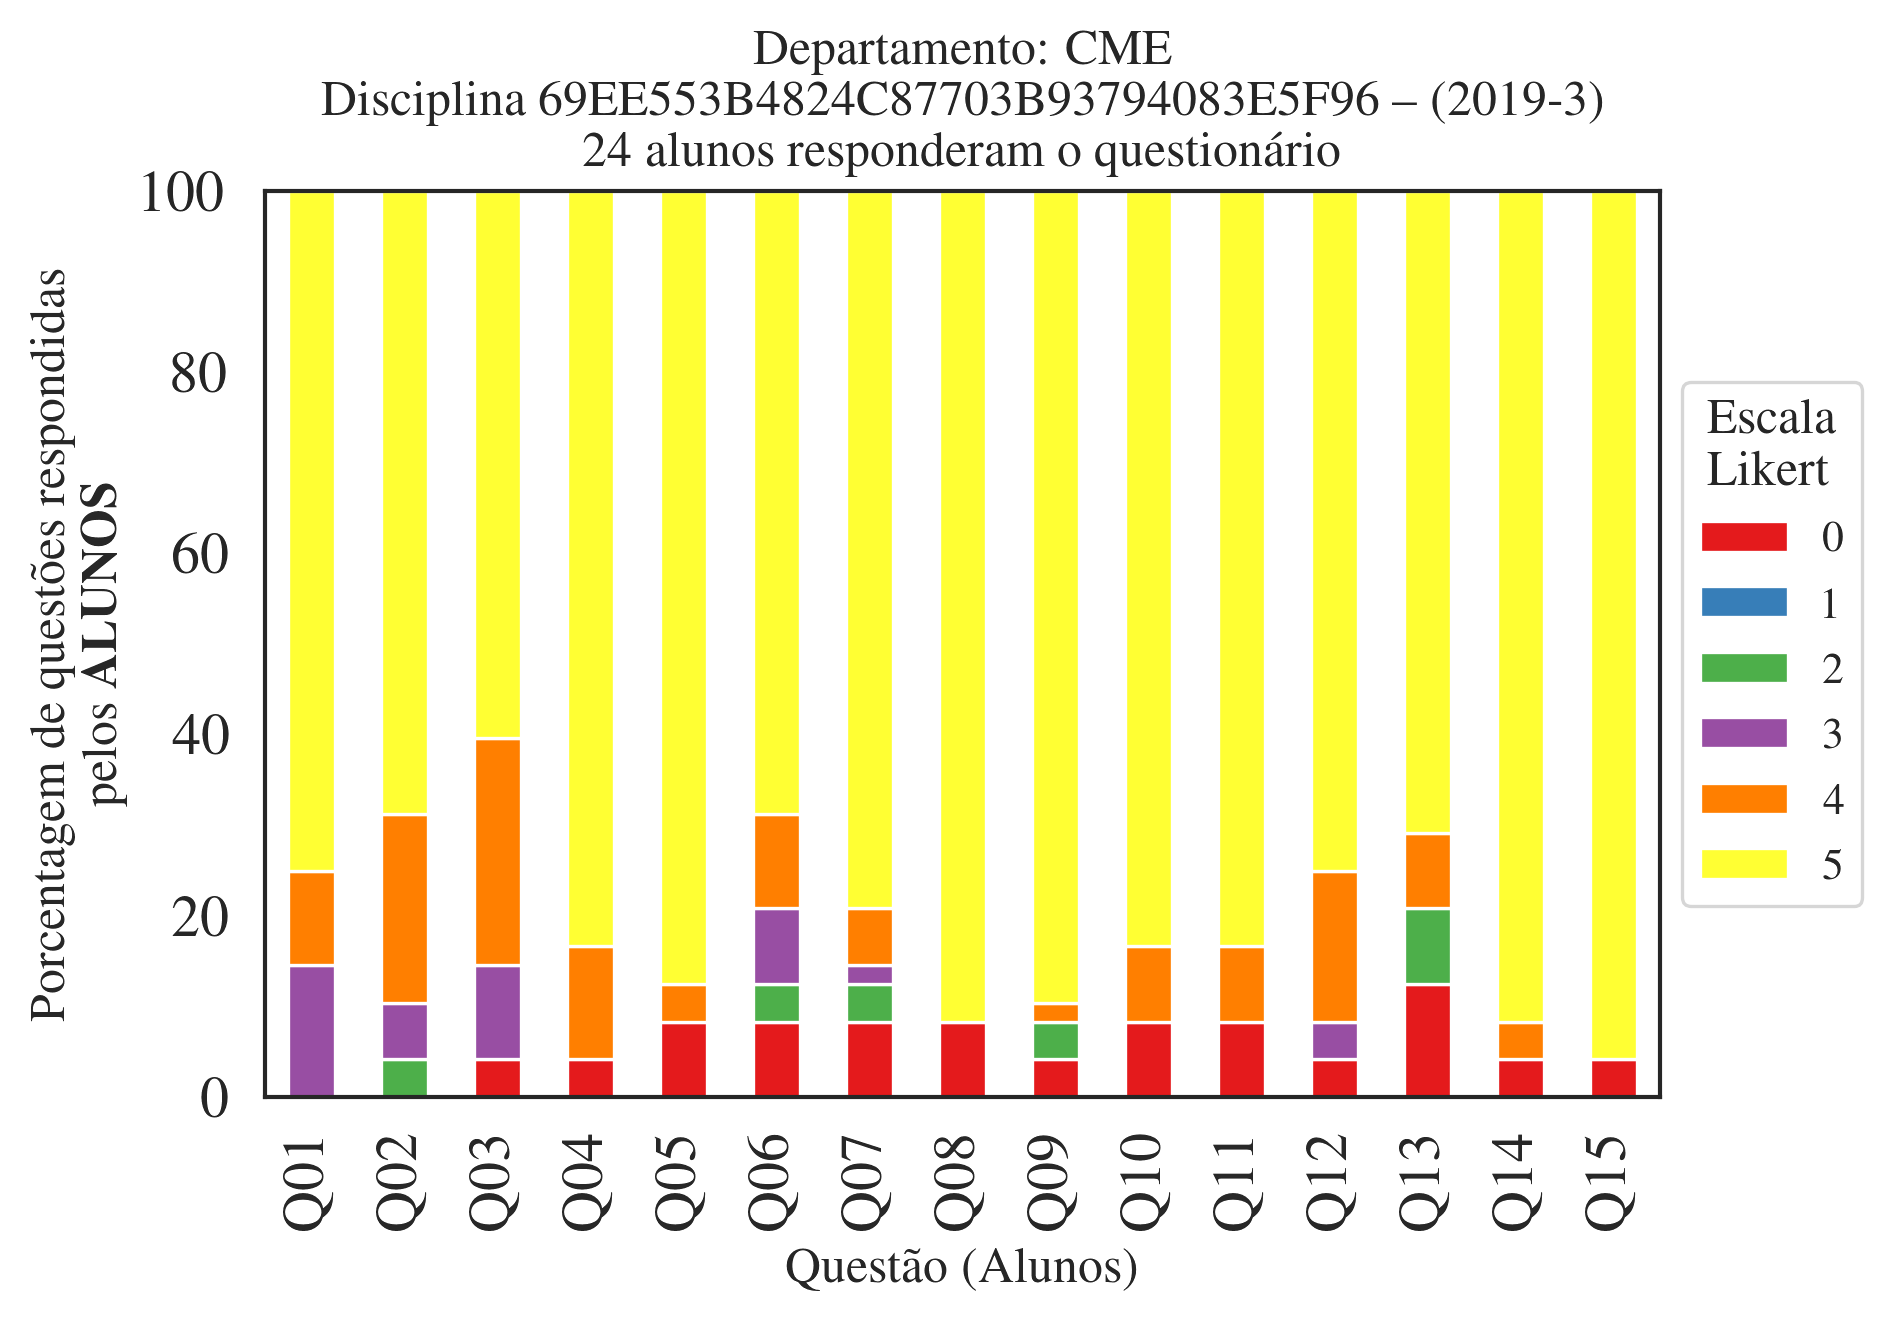 Departamento: CME
Disciplina 69EE553B4824C87703B93794083E5F96 – (2019-3)
24 alunos responderam o questionário
Porcentagem de questões respondidas
pelos ALUNOS
100
80
60
40
20
0
Q01
Q02
Q03
Q04
Q05
Q06
Q07
Q08
Q09
Q10
Q11
Q12
Q13
Q14
Q15
Questão (Alunos)
Escala
Likert
0
1
2
3
4
5